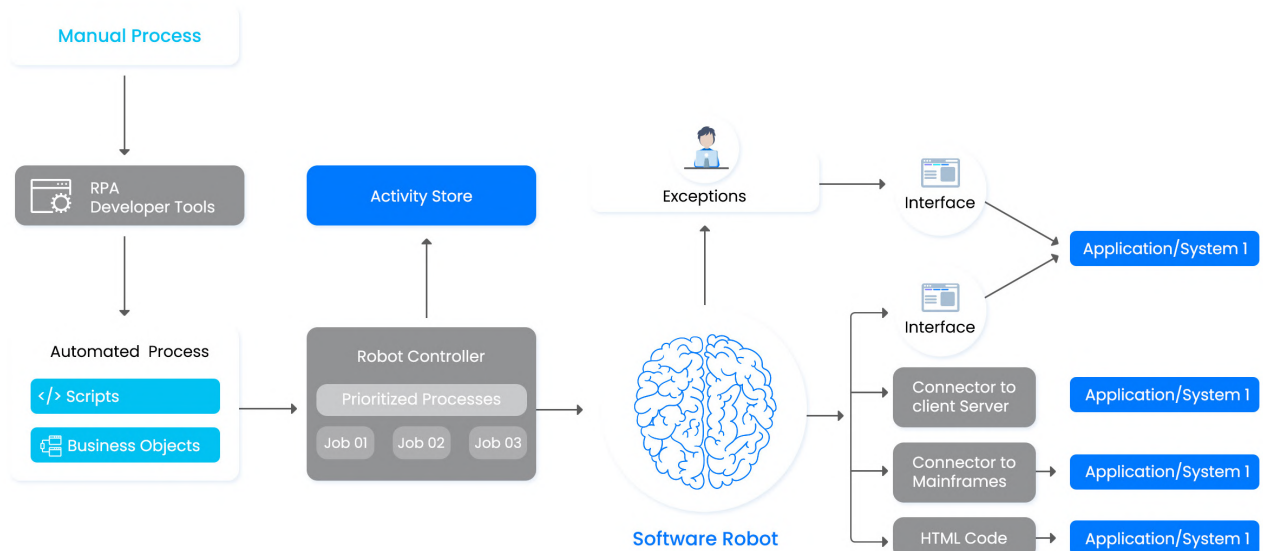 Manual Process
RPA
Developer Tools
Automated Process
</> Scripts
Business Objects
Activity Store
Robot Controller
Prioritized Processes
Job 01
Job 02
Job 03
Exceptions
Software Robot
Interface
Interface
Connector to
client Server
Connector to
Mainframes
HTML Code
Application/System 1
Application/System 1
Application/System 1
Application/System 1